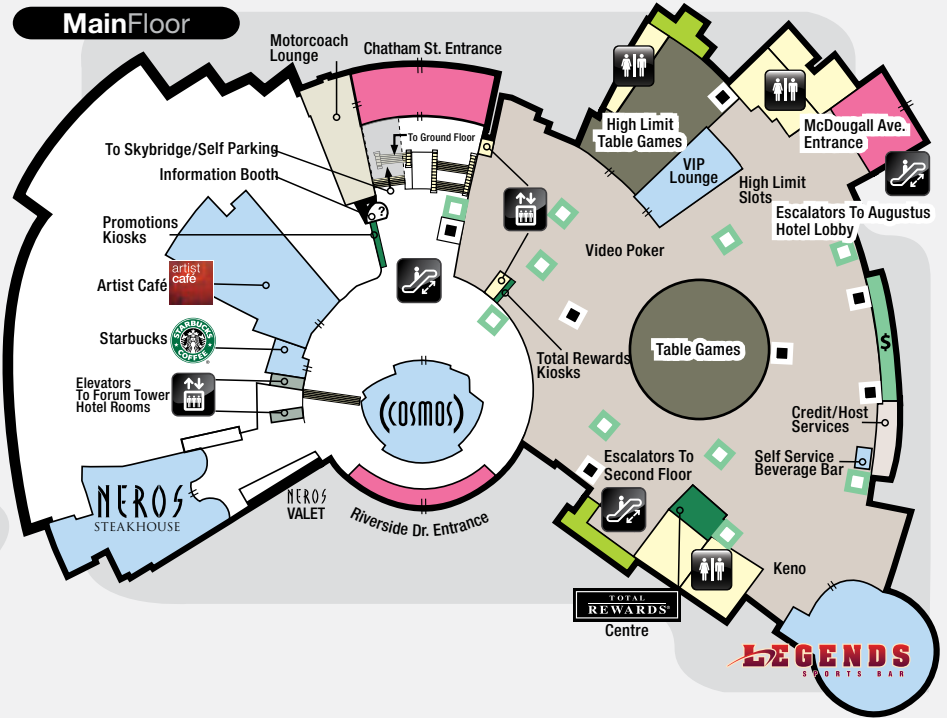 MainFloor
Motorcoach
Lounge
Chatham St. Entrance
To Ground Floor
To Skybridge/Self Parking
Information Booth
?
Promotions
Kiosks
Artist Café
artist
café
Starbucks
STARBUCKS
COFFEE
Elevators
To Forum Tower
Hotel Rooms
COSMOS
NEROS
STEAKHOUSE
NEROS
VALET
Riverside Dr. Entrance
High Limit
Table Games
VIP
Lounge
McDougall Ave.
Entrance
High Limit
Slots
Escalators To Augustus
Hotel Lobby
Video Poker
Table Games
Total Rewards
Kiosks
$
Credit/Host
Services
Self Service
Beverage Bar
Escalators To
Second Floor
Keno
TOTAL
REWARDS®
Centre
LEGENDS
SPORTS BAR